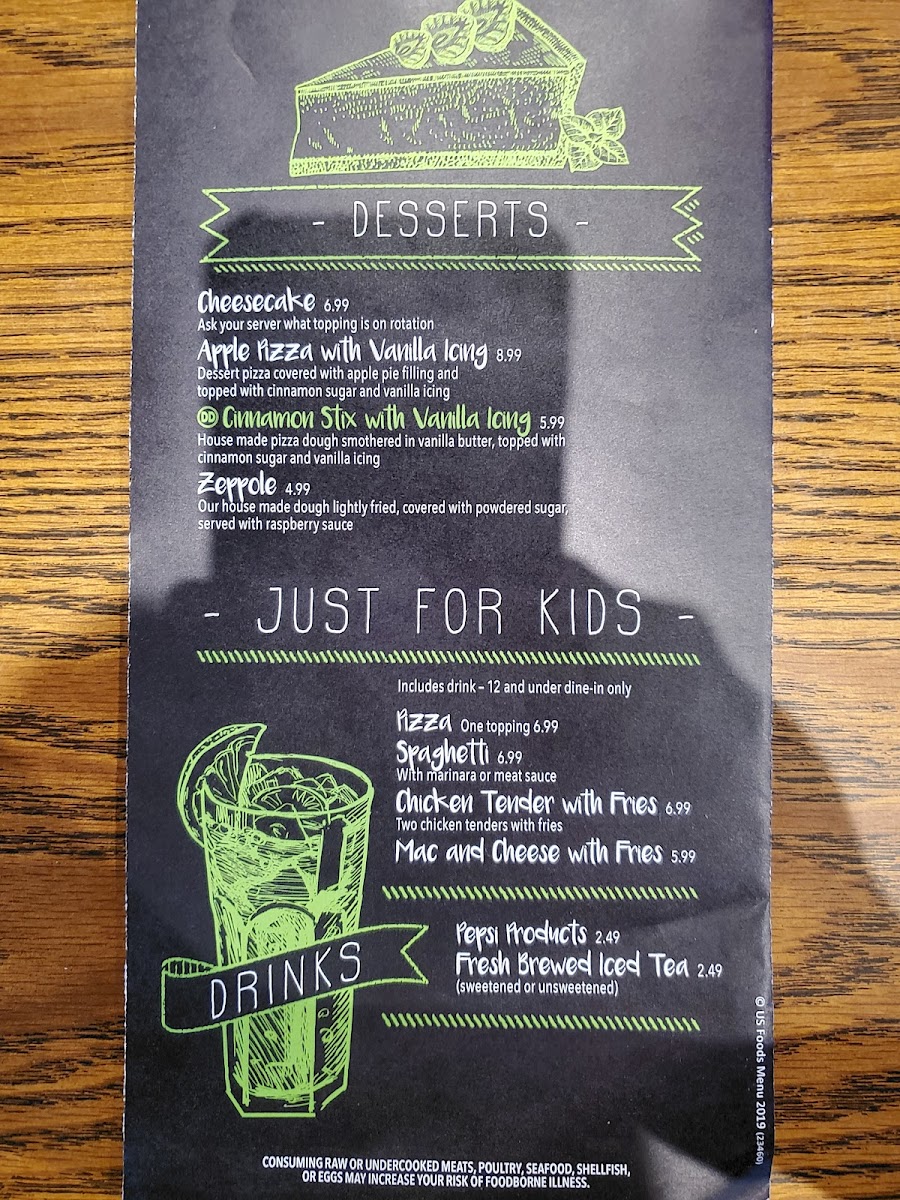 - DESSERTS -
Cheesecake 6.99
Ask your server what topping is on rotation
Apple Pizza with Vanilla Icing 8.99
Dessert pizza covered with apple pie filling and
topped with cinnamon sugar and vanilla icing
DD Cinnamon Stix with Vanilla Icing 5.99
House made pizza dough smothered in vanilla butter, topped with
cinnamon sugar and vanilla icing
Zeppole 4.99
Our house made dough lightly fried, covered with powdered sugar,
served with raspberry sauce
- JUST FOR KIDS -
Includes drink – 12 and under dine-in only
Pizza One topping 6.99
Spaghetti 6.99
With marinara or meat sauce
Chicken Tender with Fries 6.99
Two chicken tenders with fries
Mac and Cheese with Fries 5.99
DRINKS
Pepsi Products 2.49
Fresh Brewed Iced Tea 2.49
(sweetened or unsweetened)
© US Foods Menu 2019 (23460)
CONSUMING RAW OR UNDERCOOKED MEATS, POULTRY, SEAFOOD, SHELLFISH,
OR EGGS MAY INCREASE YOUR RISK OF FOODBORNE ILLNESS.